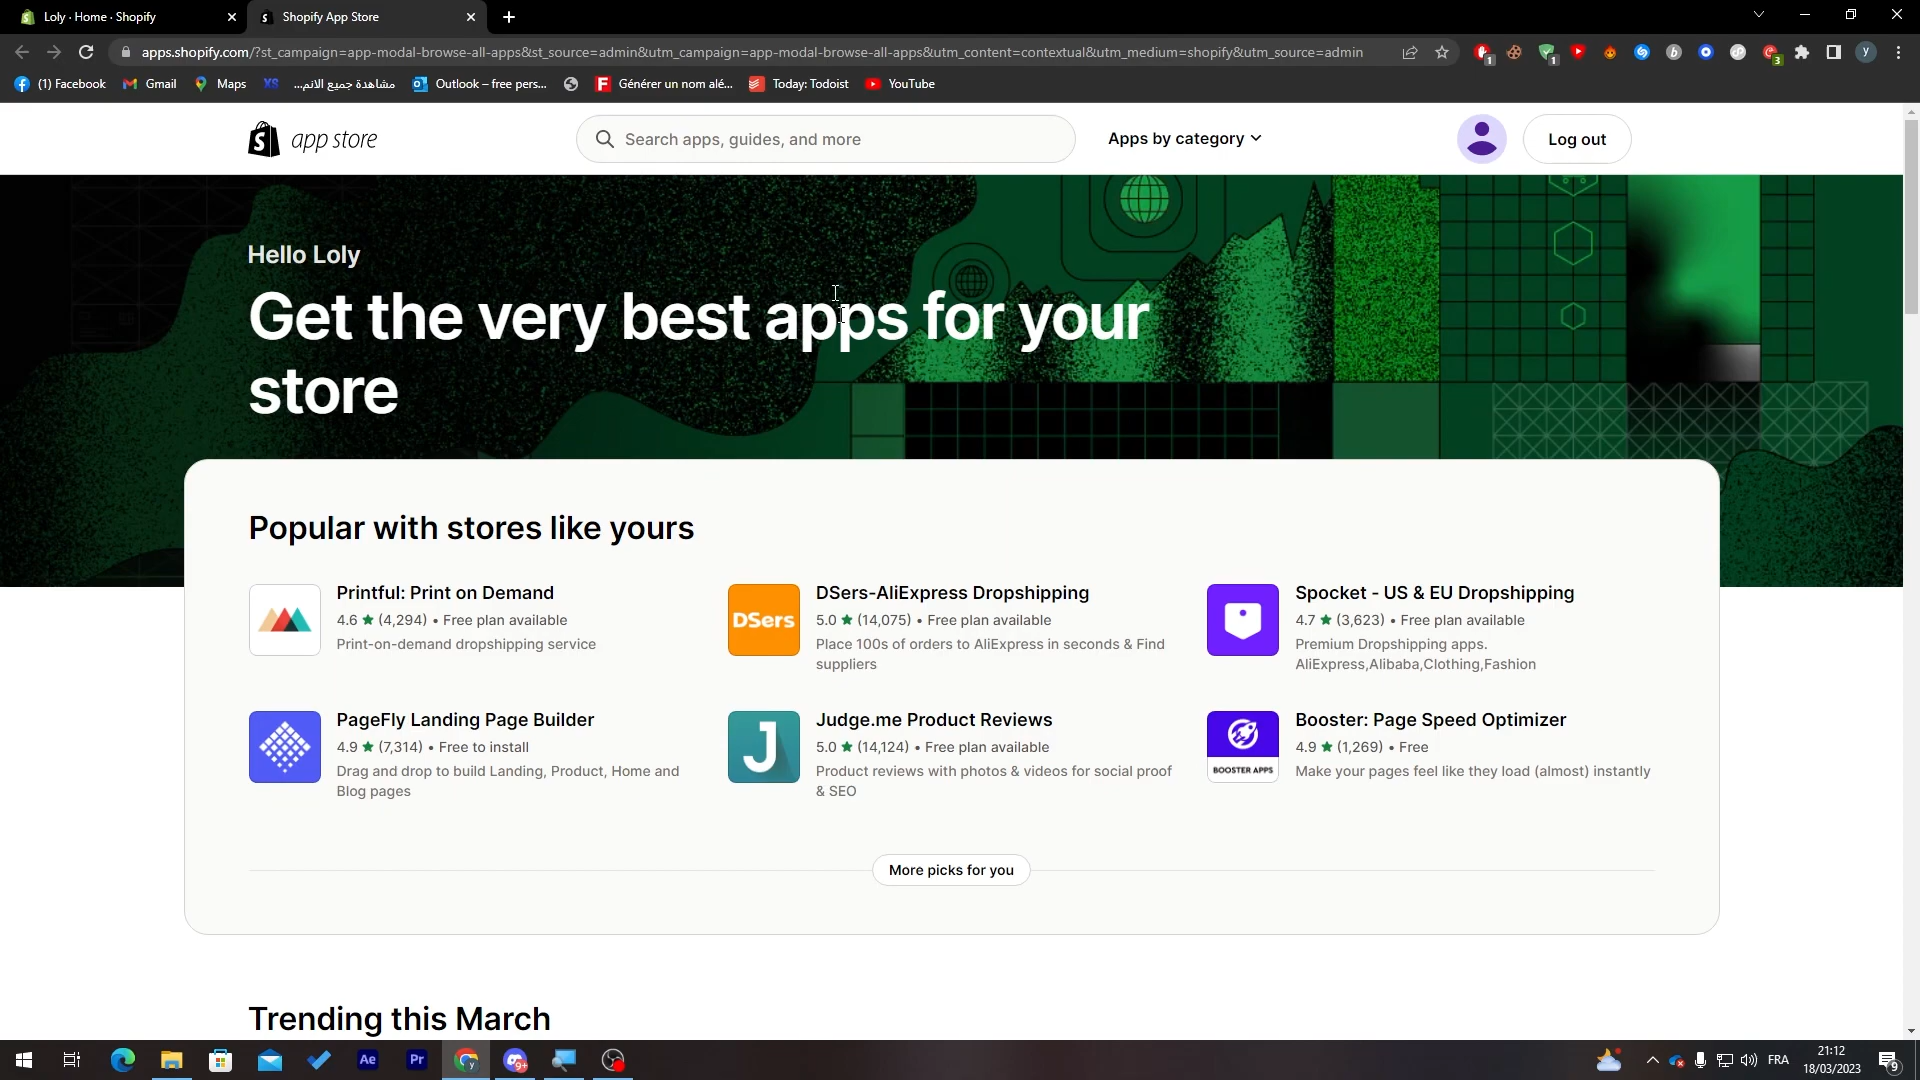 Loly · Home · Shopify
Shopify App Store
apps.shopify.com/?st_campaign=app-modal-browse-all-apps&st_source=admin&utm_campaign=app-modal-browse-all-apps&utm_content=contextual&utm_medium=shopify&utm_source=admin
1
1
3
y
(1) Facebook
Gmail
Maps
XS
مشاهدة جميع الانم...
Outlook – free pers...
Générer un nom alé...
Today: Todoist
YouTube
app store
Search apps, guides, and more
Apps by category
Log out
Hello Loly
Get the very best apps for your
store
Popular with stores like yours
Printful: Print on Demand
4.6 ★ (4,294) • Free plan available
Print-on-demand dropshipping service
DSers
DSers-AliExpress Dropshipping
5.0 ★ (14,075) • Free plan available
Place 100s of orders to AliExpress in seconds & Find
suppliers
Spocket - US & EU Dropshipping
4.7 ★ (3,623) • Free plan available
Premium Dropshipping apps.
AliExpress,Alibaba,Clothing,Fashion
PageFly Landing Page Builder
4.9 ★ (7,314) • Free to install
Drag and drop to build Landing, Product, Home and
Blog pages
J
Judge.me Product Reviews
5.0 ★ (14,124) • Free plan available
Product reviews with photos & videos for social proof
& SEO
BOOSTER APPS
Booster: Page Speed Optimizer
4.9 ★ (1,269) • Free
Make your pages feel like they load (almost) instantly
More picks for you
Trending this March
Ae
Pr
9+
FRA
21:12
18/03/2023
9